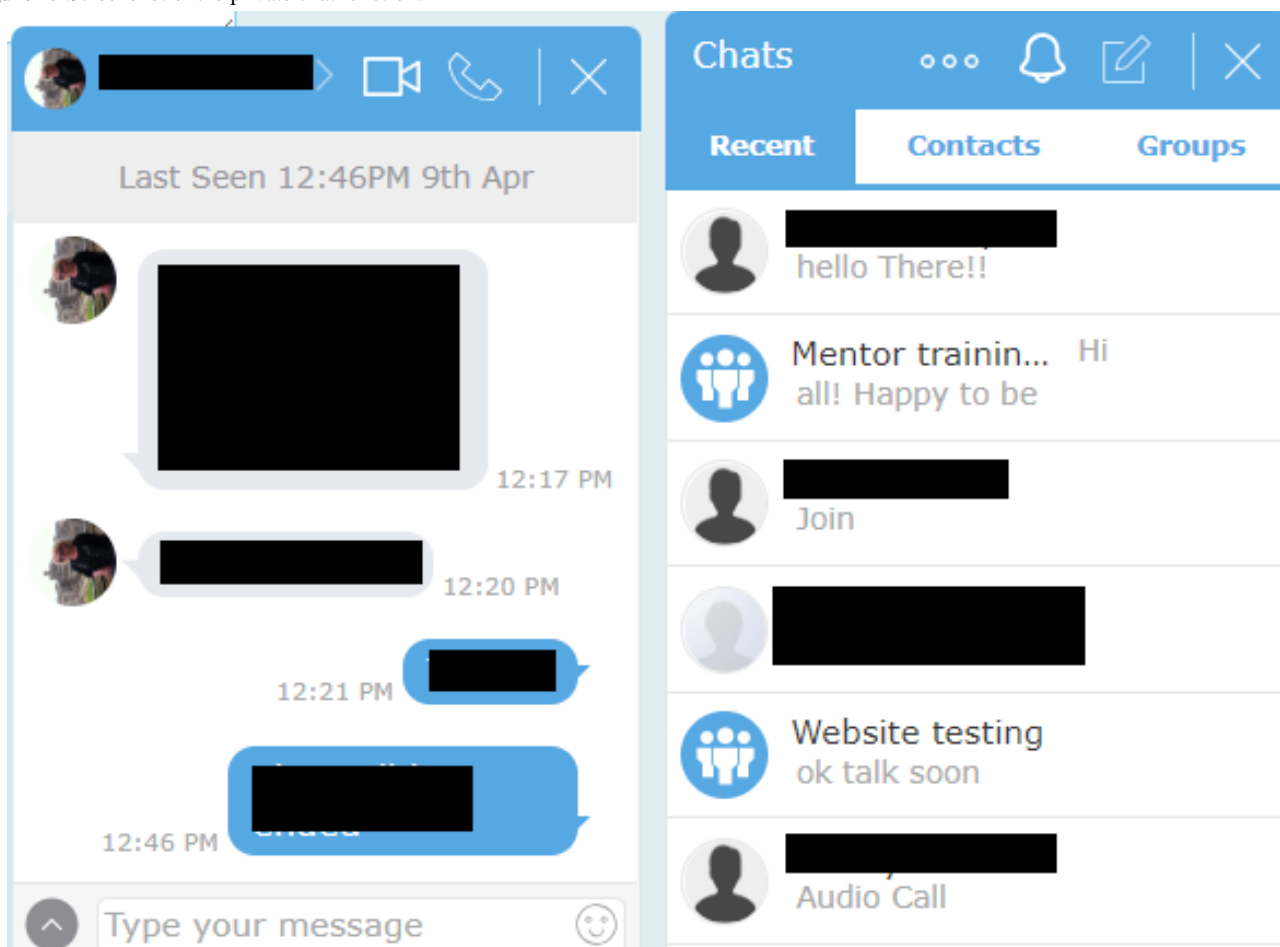 Last Seen 12:46PM 9th Apr
12:17 PM
12:20 PM
12:21 PM
12:46 PM
Type your message
Chats
Recent Contacts Groups
hello There!!
Mentor trainin... Hi
all! Happy to be
Join
Website testing
ok talk soon
Audio Call